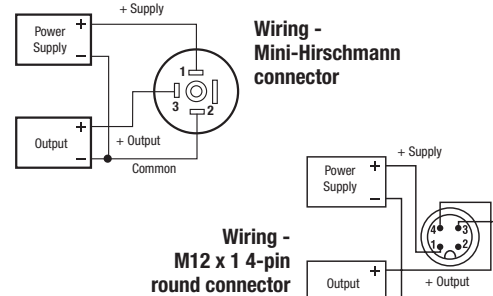 + Supply
Power
Supply
+
–
Wiring -
Mini-Hirschmann
connector
1
3
2
Output
+
–
+ Output
Common
Wiring -
M12 x 1 4-pin
round connector
Power
Supply
+
–
+ Supply
4
3
1
2
Output
+
+ Output